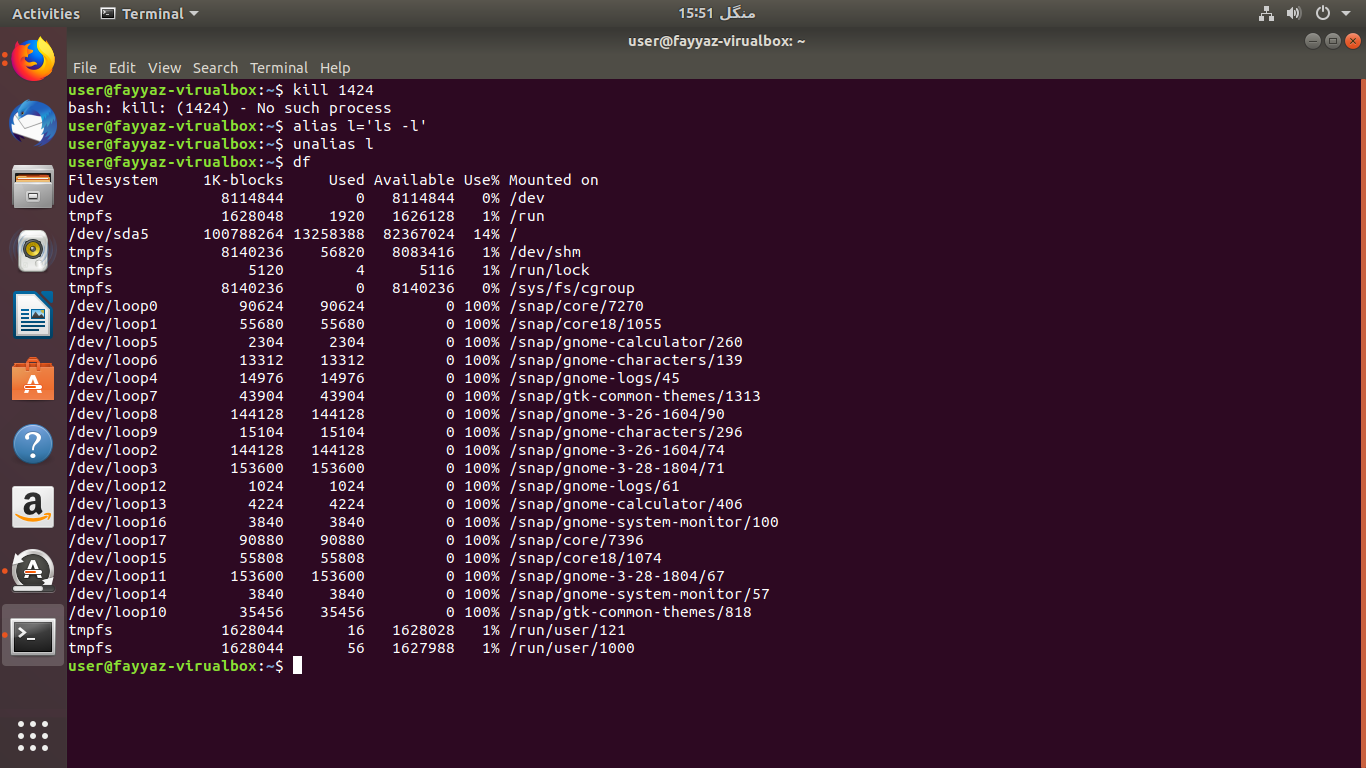 Activities Terminal 15:51 منگل
user@fayyaz-virualbox: ~
File Edit View Search Terminal Help
user@fayyaz-virualbox:~$ kill 1424
bash: kill: (1424) - No such process
user@fayyaz-virualbox:~$ alias l='ls -l'
user@fayyaz-virualbox:~$ unalias l
user@fayyaz-virualbox:~$ df
Filesystem     1K-blocks     Used Available Use% Mounted on
udev             8114844        0   8114844   0% /dev
tmpfs            1628048     1920   1626128   1% /run
/dev/sda5      100788264 13258388  82367024  14% /
tmpfs            8140236    56820   8083416   1% /dev/shm
tmpfs               5120        4      5116   1% /run/lock
tmpfs            8140236        0   8140236   0% /sys/fs/cgroup
/dev/loop0         90624    90624         0 100% /snap/core/7270
/dev/loop1         55680    55680         0 100% /snap/core18/1055
/dev/loop5          2304     2304         0 100% /snap/gnome-calculator/260
/dev/loop6         13312    13312         0 100% /snap/gnome-characters/139
/dev/loop4         14976    14976         0 100% /snap/gnome-logs/45
/dev/loop7         43904    43904         0 100% /snap/gtk-common-themes/1313
/dev/loop8        144128   144128         0 100% /snap/gnome-3-26-1604/90
/dev/loop9         15104    15104         0 100% /snap/gnome-characters/296
/dev/loop2        144128   144128         0 100% /snap/gnome-3-26-1604/74
/dev/loop3        153600   153600         0 100% /snap/gnome-3-28-1804/71
/dev/loop12         1024     1024         0 100% /snap/gnome-logs/61
/dev/loop13         4224     4224         0 100% /snap/gnome-calculator/406
/dev/loop16         3840     3840         0 100% /snap/gnome-system-monitor/100
/dev/loop17        90880    90880         0 100% /snap/core/7396
/dev/loop15        55808    55808         0 100% /snap/core18/1074
/dev/loop11       153600   153600         0 100% /snap/gnome-3-28-1804/67
/dev/loop14         3840     3840         0 100% /snap/gnome-system-monitor/57
/dev/loop10        35456    35456         0 100% /snap/gtk-common-themes/818
tmpfs            1628044       16   1628028   1% /run/user/121
tmpfs            1628044       56   1627988   1% /run/user/1000
user@fayyaz-virualbox:~$